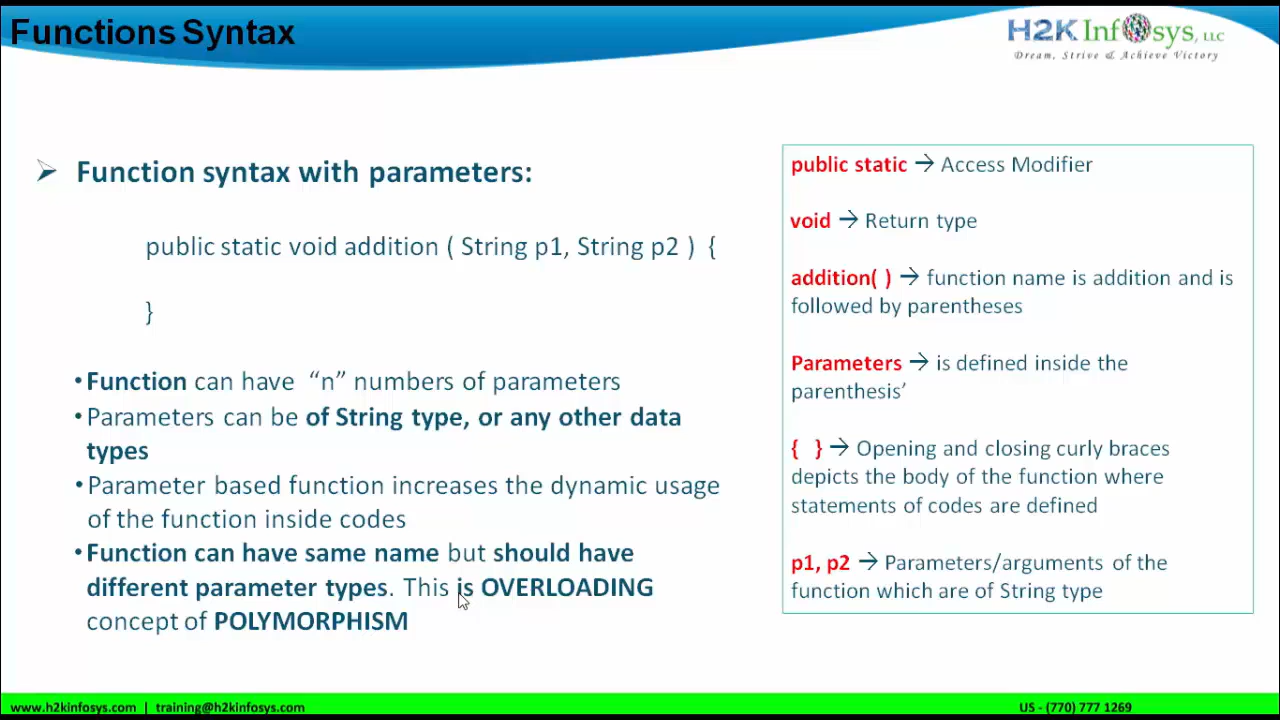 Functions Syntax
H2K Infosys, LLC
Dream, Strive & Achieve Victory
➢ Function syntax with parameters:
public static void addition ( String p1, String p2 ) {
}
•Function can have “n” numbers of parameters
•Parameters can be of String type, or any other data
types
•Parameter based function increases the dynamic usage
of the function inside codes
•Function can have same name but should have
different parameter types. This is OVERLOADING
concept of POLYMORPHISM
public static → Access Modifier
void → Return type
addition( ) → function name is addition and is
followed by parentheses
Parameters → is defined inside the
parenthesis’
{ } → Opening and closing curly braces
depicts the body of the function where
statements of codes are defined
p1, p2 → Parameters/arguments of the
function which are of String type
www.h2kinfosys.com | training@h2kinfosys.com
US - (770) 777 1269